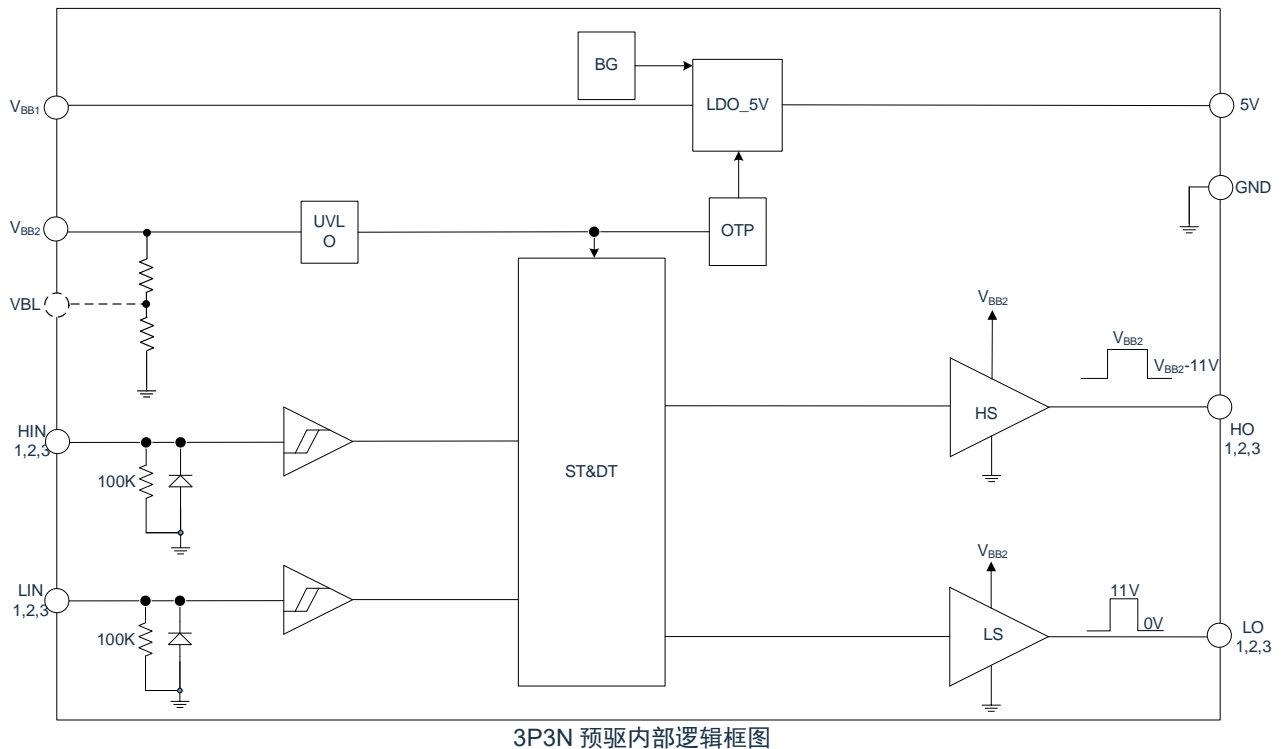 BG
V_BB1
LDO_5V
5V
GND
V_BB2
UVL
O
OTP
VBL
V_BB2
V_BB2
V_BB2-11V
HIN
1,2,3
HS
HO
1,2,3
100K
ST&DT
V_BB2
LIN
1,2,3
11V
0V
LS
LO
1,2,3
100K
3P3N 预驱内部逻辑框图